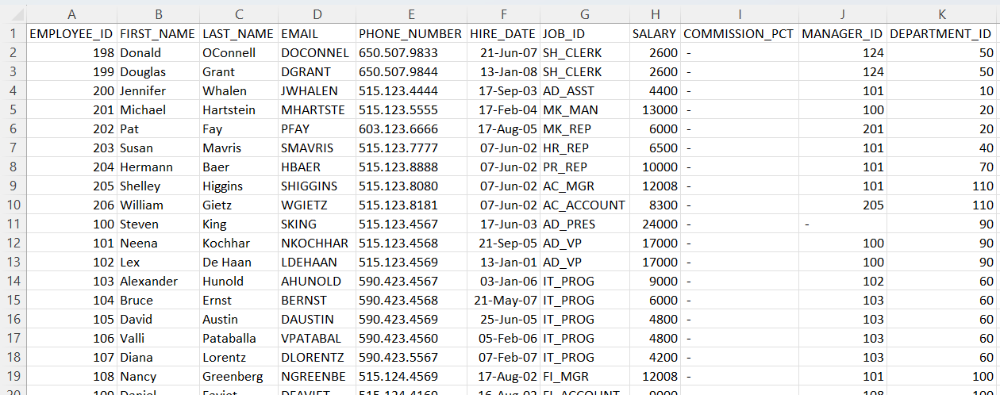 A B C D E F G H I J K
1 EMPLOYEE_ID FIRST_NAME LAST_NAME EMAIL PHONE_NUMBER HIRE_DATE JOB_ID SALARY COMMISSION_PCT MANAGER_ID DEPARTMENT_ID
2 198 Donald OConnell DOCONNEL 650.507.9833 21-Jun-07 SH_CLERK 2600 - 124 50
3 199 Douglas Grant DGRANT 650.507.9844 13-Jan-08 SH_CLERK 2600 - 124 50
4 200 Jennifer Whalen JWHALEN 515.123.4444 17-Sep-03 AD_ASST 4400 - 101 10
5 201 Michael Hartstein MHARTSTE 515.123.5555 17-Feb-04 MK_MAN 13000 - 100 20
6 202 Pat Fay PFAY 603.123.6666 17-Aug-05 MK_REP 6000 - 201 20
7 203 Susan Mavris SMAVRIS 515.123.7777 07-Jun-02 HR_REP 6500 - 101 40
8 204 Hermann Baer HBAER 515.123.8888 07-Jun-02 PR_REP 10000 - 101 70
9 205 Shelley Higgins SHIGGINS 515.123.8080 07-Jun-02 AC_MGR 12008 - 101 110
10 206 William Gietz WGIETZ 515.123.8181 07-Jun-02 AC_ACCOUNT 8300 - 205 110
11 100 Steven King SKING 515.123.4567 17-Jun-03 AD_PRES 24000 - - 90
12 101 Neena Kochhar NKOCHHAR 515.123.4568 21-Sep-05 AD_VP 17000 - 100 90
13 102 Lex De Haan LDEHAAN 515.123.4569 13-Jan-01 AD_VP 17000 - 100 90
14 103 Alexander Hunold AHUNOLD 590.423.4567 03-Jan-06 IT_PROG 9000 - 102 60
15 104 Bruce Ernst BERNST 590.423.4568 21-May-07 IT_PROG 6000 - 103 60
16 105 David Austin DAUSTIN 590.423.4569 25-Jun-05 IT_PROG 4800 - 103 60
17 106 Valli Pataballa VPATABAL 590.423.4560 05-Feb-06 IT_PROG 4800 - 103 60
18 107 Diana Lorentz DLORENTZ 590.423.5567 07-Feb-07 IT_PROG 4200 - 103 60
19 108 Nancy Greenberg NGREENBE 515.124.4569 17-Aug-02 FI_MGR 12008 - 101 100
20 109 Daniel Faviet DFAVIET 515.124.4169 16-Aug-02 FI_ACCOUNT 9000 - 108 100